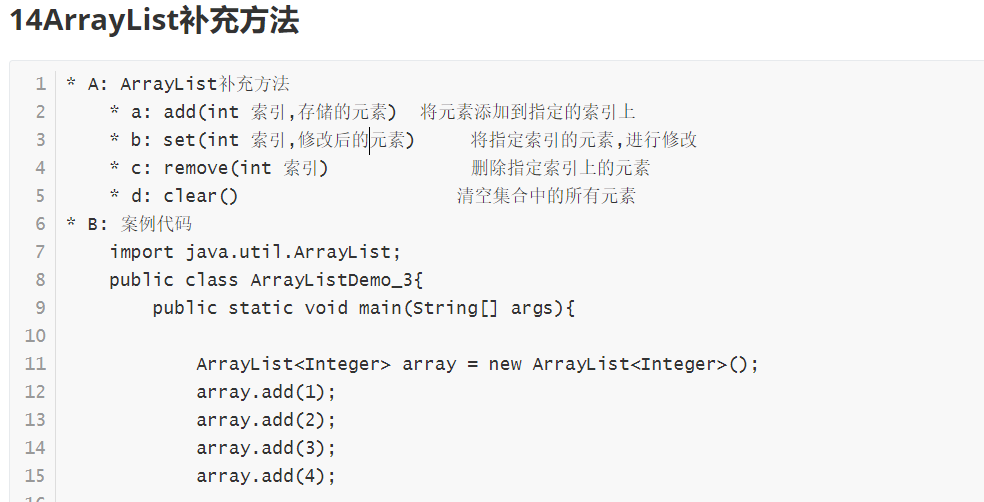 14ArrayList补充方法
1 * A: ArrayList补充方法
2 * a: add(int 索引,存储的元素) 将元素添加到指定的索引上
3 * b: set(int 索引,修改后的元素) 将指定索引的元素,进行修改
4 * c: remove(int 索引) 删除指定索引上的元素
5 * d: clear() 清空集合中的所有元素
6 * B: 案例代码
7 import java.util.ArrayList;
8 public class ArrayListDemo_3{
9 public static void main(String[] args){
10
11 ArrayList<Integer> array = new ArrayList<Integer>();
12 array.add(1);
13 array.add(2);
14 array.add(3);
15 array.add(4);